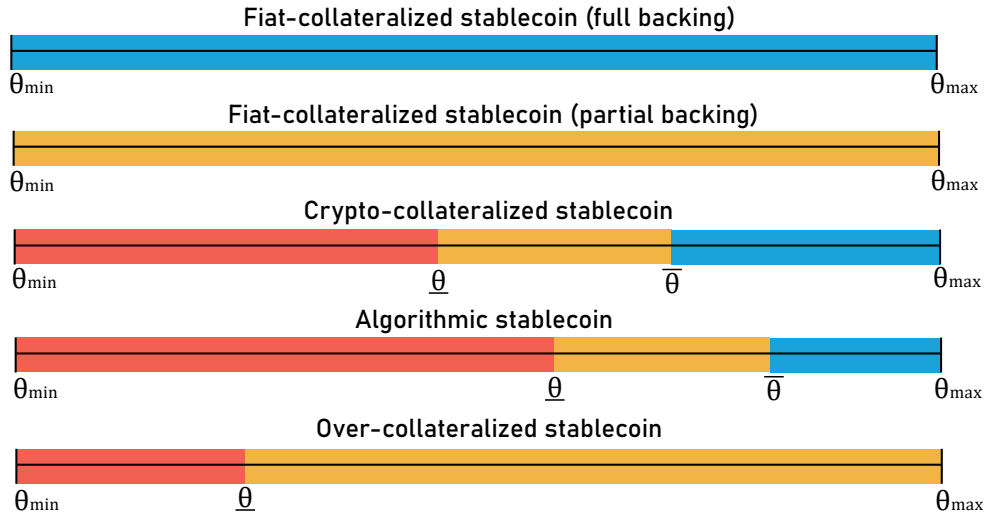 Fiat-collateralized stablecoin (full backing)
θmin θmax
Fiat-collateralized stablecoin (partial backing)
θmin θmax
Crypto-collateralized stablecoin
θmin θ̲ θ̅ θmax
Algorithmic stablecoin
θmin θ̲ θ̅ θmax
Over-collateralized stablecoin
θmin θ̲ θmax